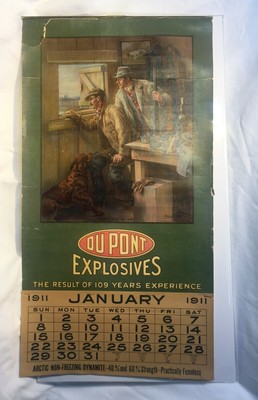 DU PONT
EXPLOSIVES
THE RESULT OF 109 YEARS EXPERIENCE
1911 JANUARY 1911
SUN MON TUE WED THU FRI SAT
1 2 3 4 5 6 7
8 9 10 11 12 13 14
15 16 17 18 19 20 21
22 23 24 25 26 27 28
29 30 31
ARCTIC NON-FREEZING DYNAMITE-40% and 60% Strength-Practically Fumeless